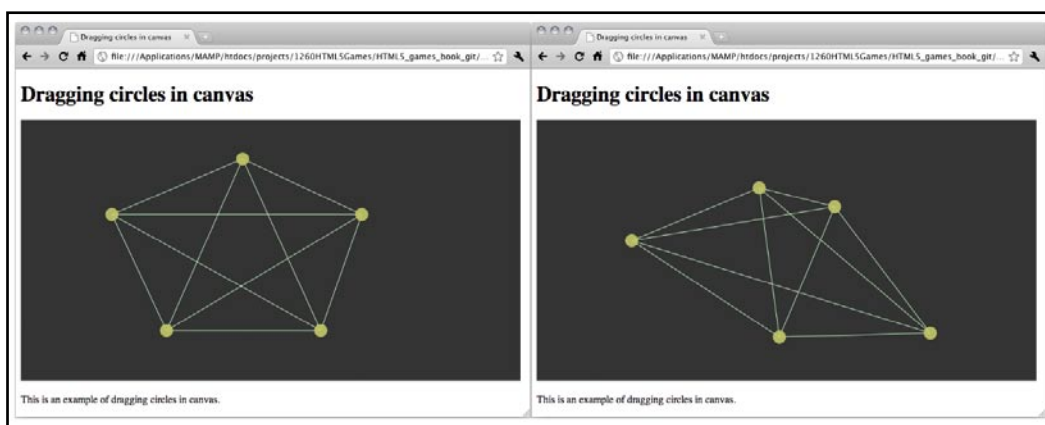 Dragging circles in canvas
file:///Applications/MAMP/htdocs/projects/1260HTML5Games/HTML5_games_book_git/...
Dragging circles in canvas
This is an example of dragging circles in canvas.
Dragging circles in canvas
file:///Applications/MAMP/htdocs/projects/1260HTML5Games/HTML5_games_book_git/...
Dragging circles in canvas
This is an example of dragging circles in canvas.